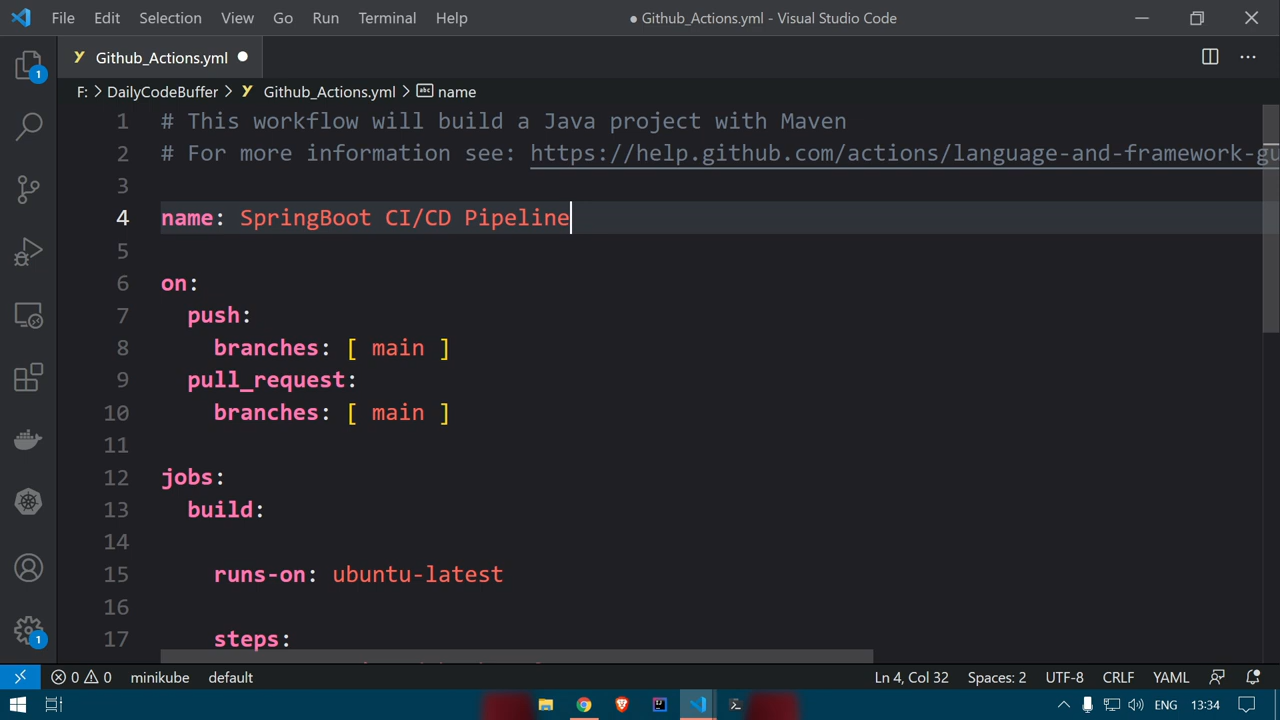 File Edit Selection View Go Run Terminal Help ● Github_Actions.yml - Visual Studio Code
Y Github_Actions.yml
F: > DailyCodeBuffer > Y Github_Actions.yml > abc name
1 # This workflow will build a Java project with Maven
2 # For more information see: https://help.github.com/actions/language-and-framework-gu
3
4 name: SpringBoot CI/CD Pipeline
5
6 on:
7 push:
8 branches: [ main ]
9 pull_request:
10 branches: [ main ]
11
12 jobs:
13 build:
14
15 runs-on: ubuntu-latest
16
17 steps:
1
1
0 0 minikube default Ln 4, Col 32 Spaces: 2 UTF-8 CRLF YAML
ENG 13:34